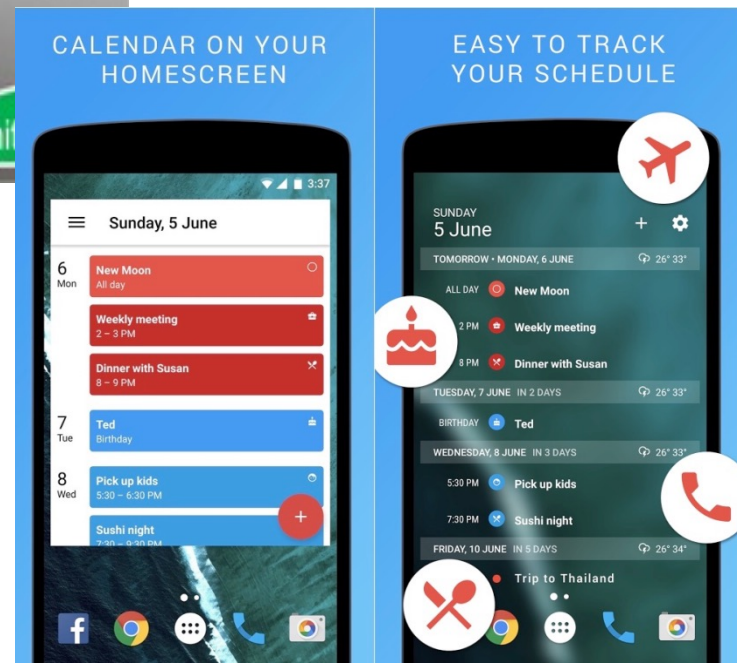 CALENDAR ON YOUR
HOMESCREEN
3:37
Sunday, 5 June
6
Mon
New Moon
All day
Weekly meeting
2 – 3 PM
Dinner with Susan
8 – 9 PM
7
Tue
Ted
Birthday
8
Wed
Pick up kids
5:30 – 6:30 PM
Sushi night
7:30 – 9:30 PM
EASY TO TRACK
YOUR SCHEDULE
SUNDAY
5 June
TOMORROW • MONDAY, 6 JUNE 26° 33°
ALL DAY New Moon
2 PM Weekly meeting
8 PM Dinner with Susan
TUESDAY, 7 JUNE IN 2 DAYS 26° 33°
BIRTHDAY Ted
WEDNESDAY, 8 JUNE IN 3 DAYS 26° 33°
5:30 PM Pick up kids
7:30 PM Sushi night
FRIDAY, 10 JUNE IN 5 DAYS 26° 34°
Trip to Thailand